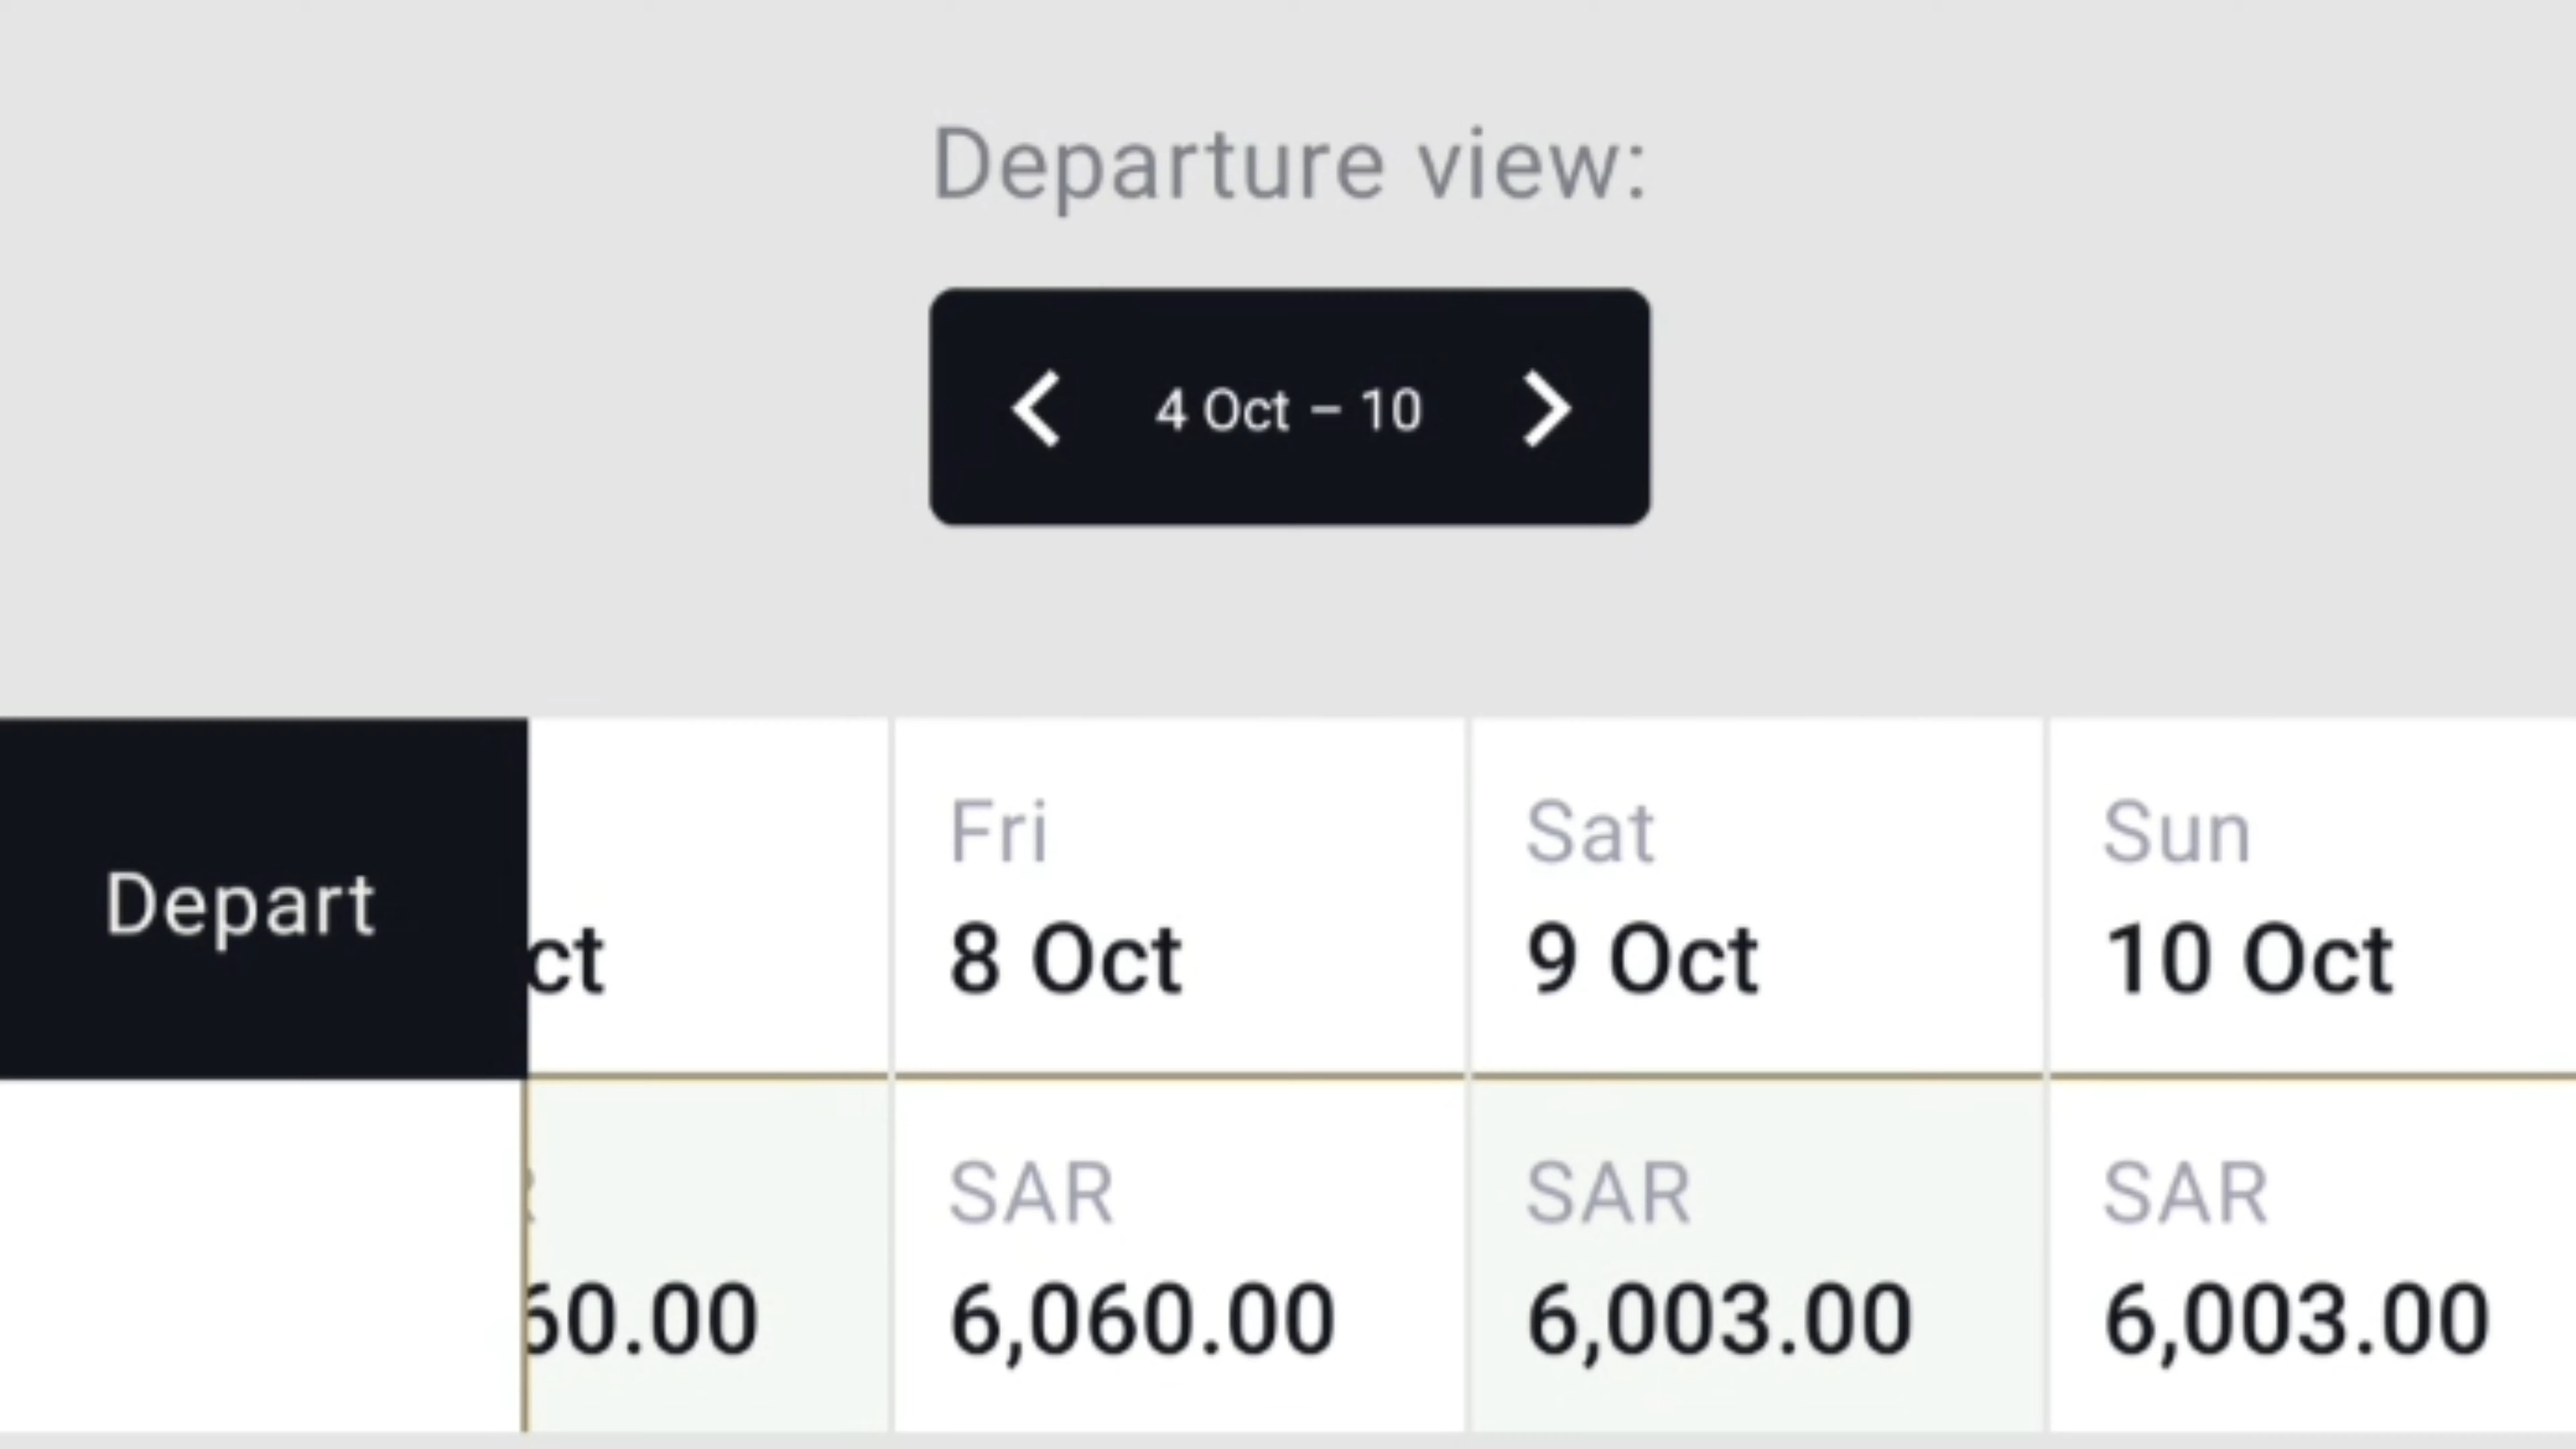 Departure view:
4 Oct – 10
Depart
ct
Fri
8 Oct
Sat
9 Oct
Sun
10 Oct
60.00
SAR
6,060.00
SAR
6,003.00
SAR
6,003.00